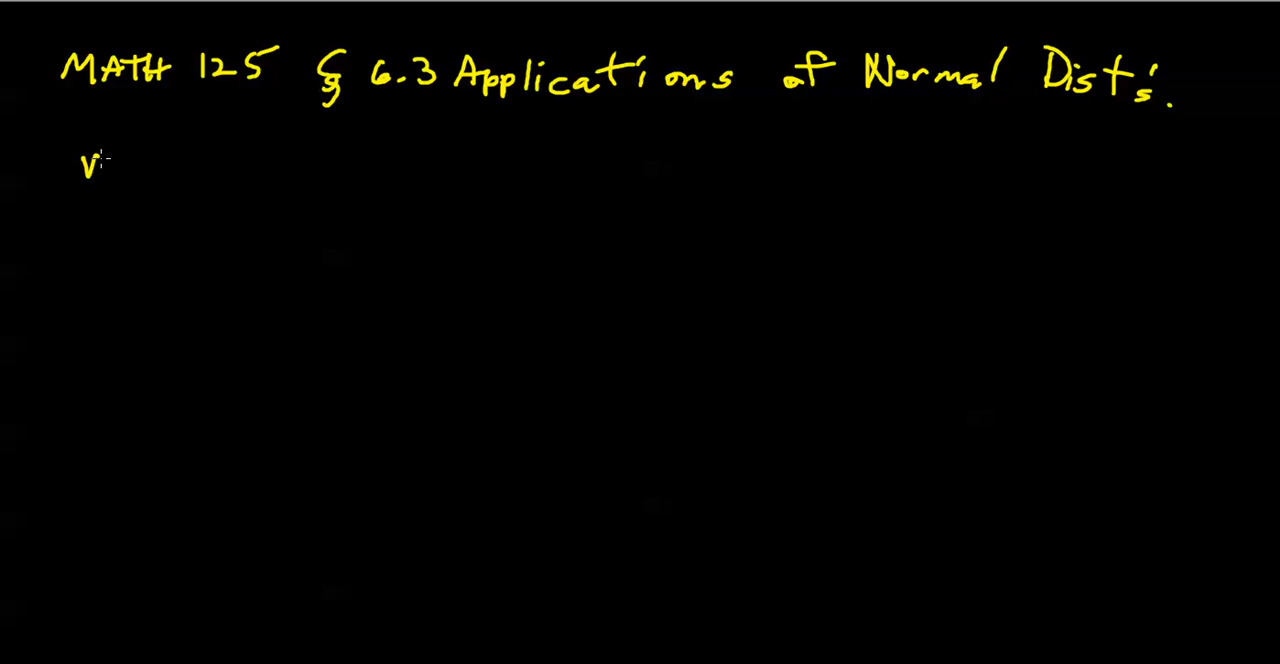 MATH 125 § 6.3 Applications of Normal Dist's.